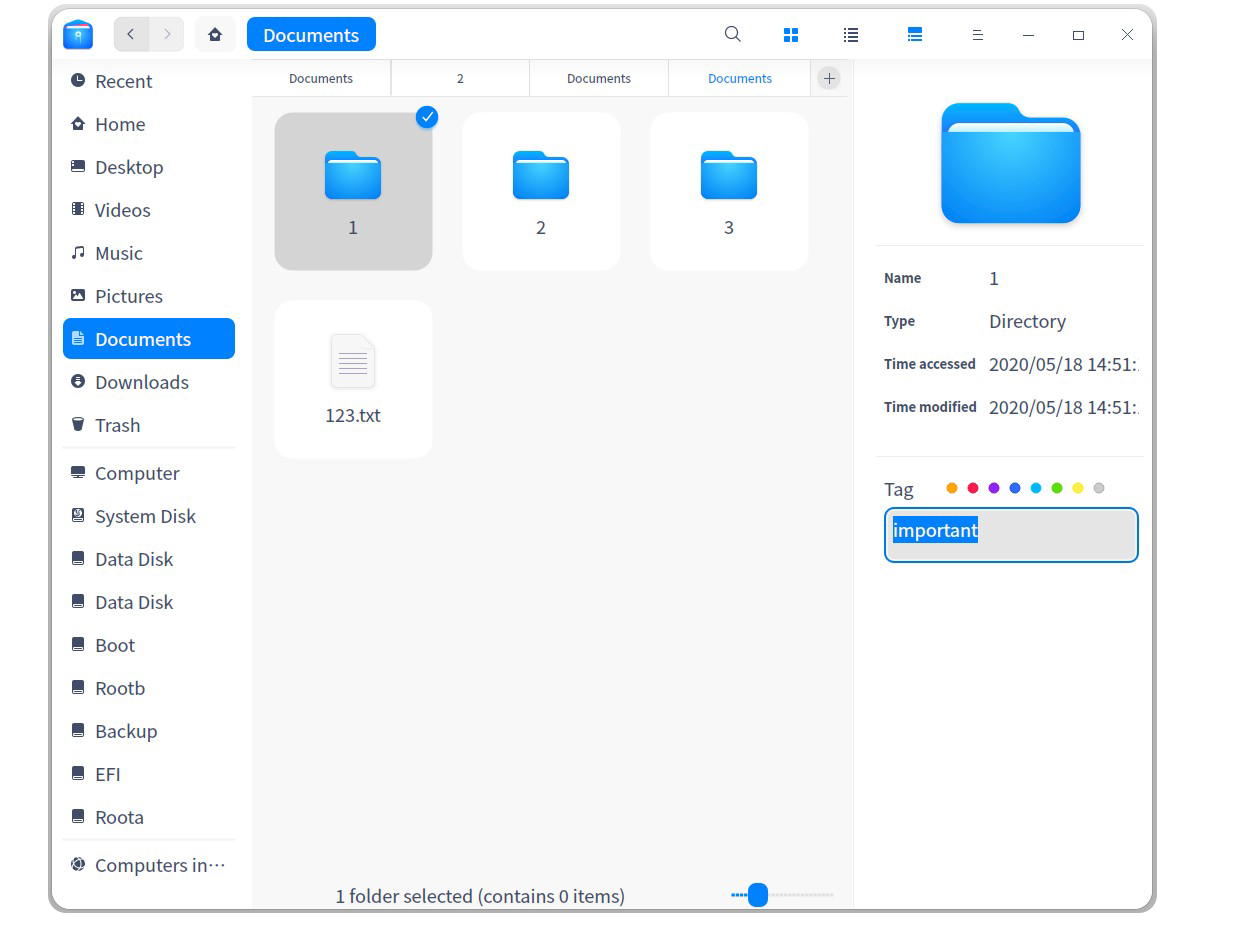 Documents
Recent
Home
Desktop
Videos
Music
Pictures
Documents
Downloads
Trash
Computer
System Disk
Data Disk
Data Disk
Boot
Rootb
Backup
EFI
Roota
Computers in···
Documents 2 Documents Documents
1 2 3
123.txt
1 folder selected (contains 0 items)
Name 1
Type Directory
Time accessed 2020/05/18 14:51:
Time modified 2020/05/18 14:51:
Tag
important